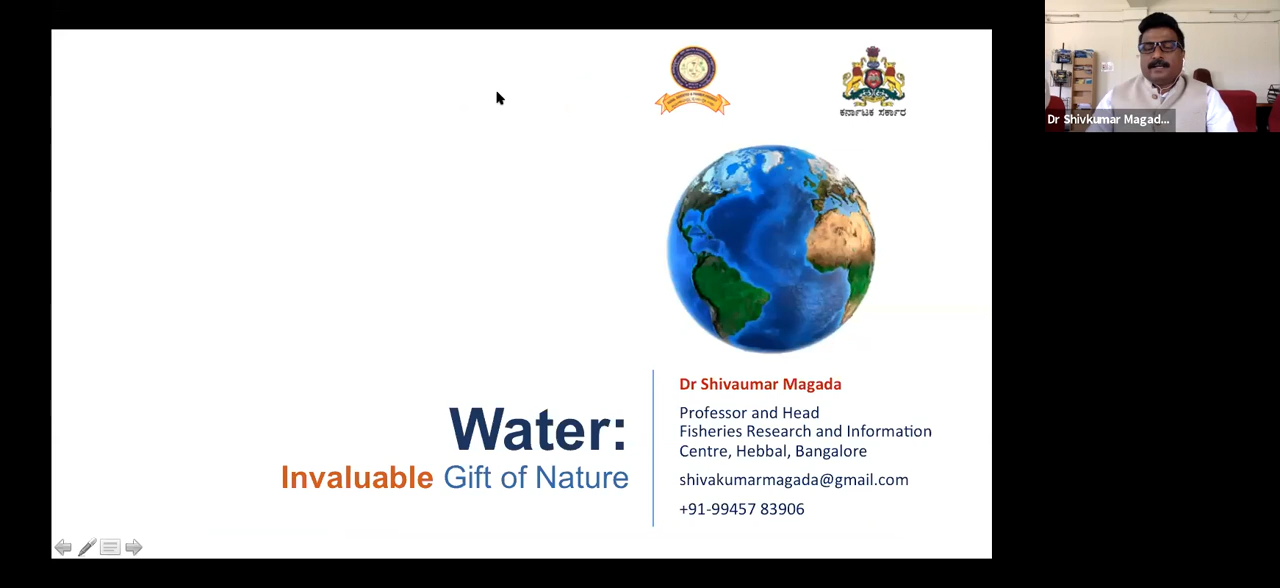 ಕರ್ನಾಟಕ ಸರ್ಕಾರ
Dr Shivkumar Magad...
Water:
Invaluable Gift of Nature
Dr Shivaumar Magada
Professor and Head
Fisheries Research and Information
Centre, Hebbal, Bangalore
shivakumarmagada@gmail.com
+91-99457 83906